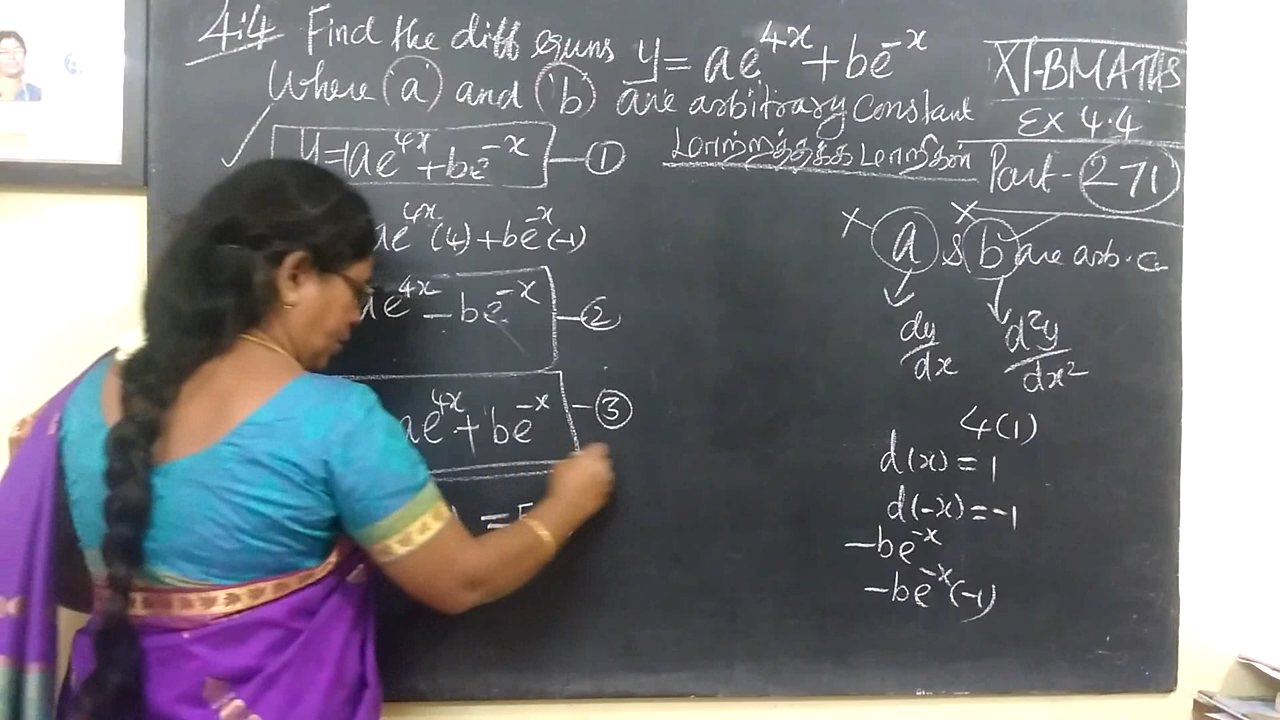 4.4 Find the diff equns y = ae^4x + be^-x
Where (a) and (b) are arbitrary constant
XI-BMATHS
EX 4.4
Part - 271
y = ae^4x + be^-x — ①
ae^4x (4) + be^-x (-1)
ae^4x - be^-x — ②
ae^4x + be^-x — ③
=
a & b are arb. c
dy/dx d²y/dx²
4(1)
d(x) = 1
d(-x) = -1
-be^-x
-be^-x (-1)